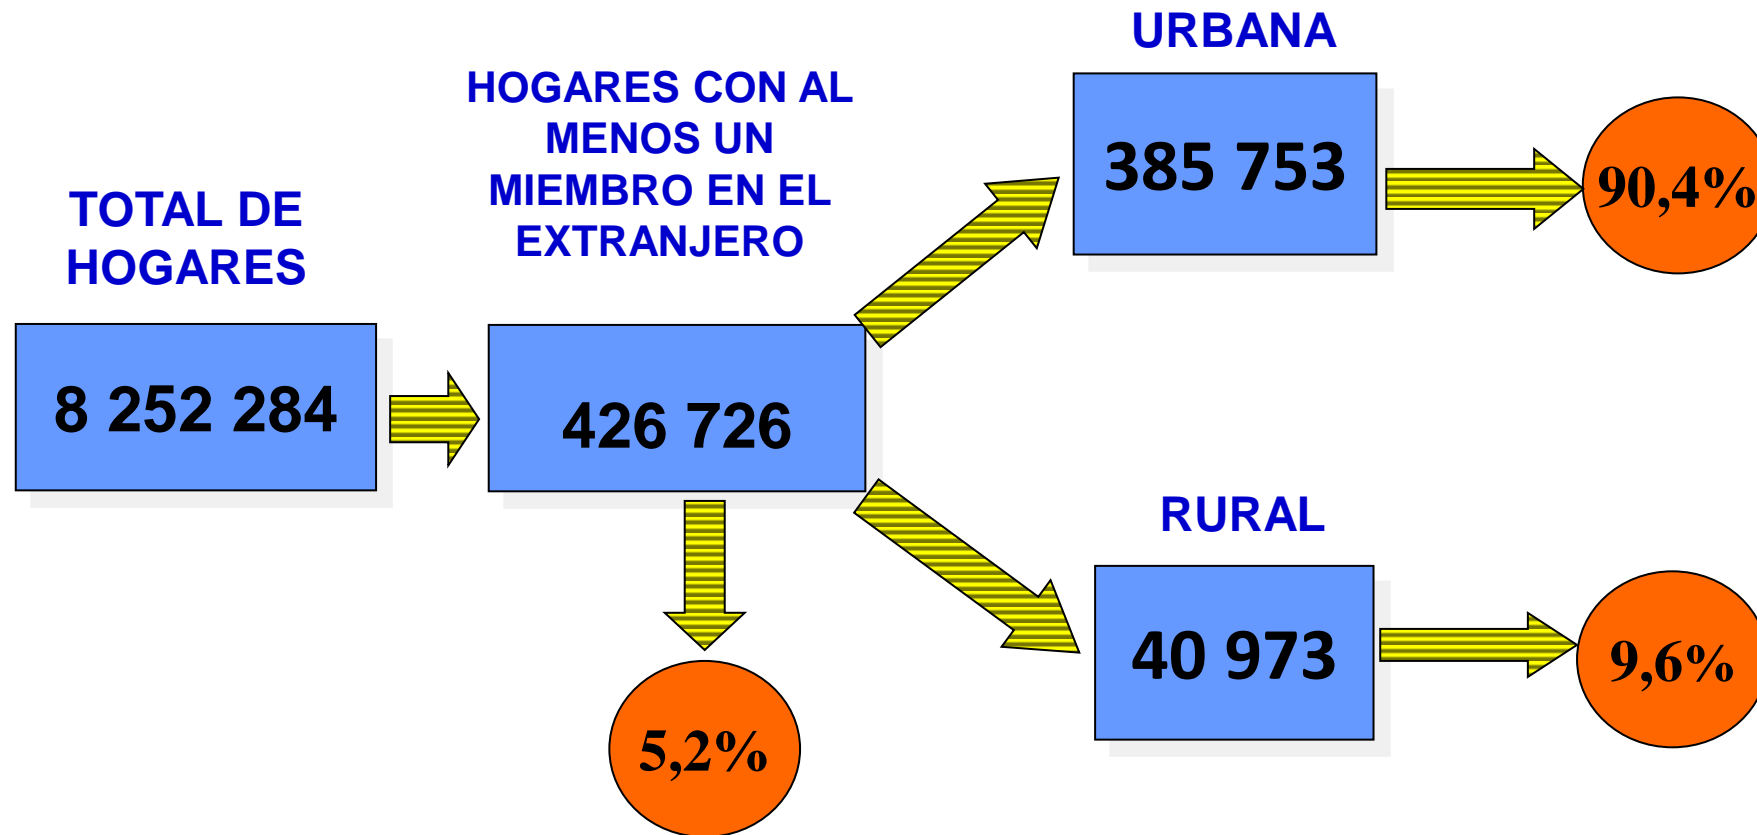 TOTAL DE
HOGARES
8 252 284
HOGARES CON AL
MENOS UN
MIEMBRO EN EL
EXTRANJERO
426 726
5,2%
URBANA
385 753
90,4%
RURAL
40 973
9,6%